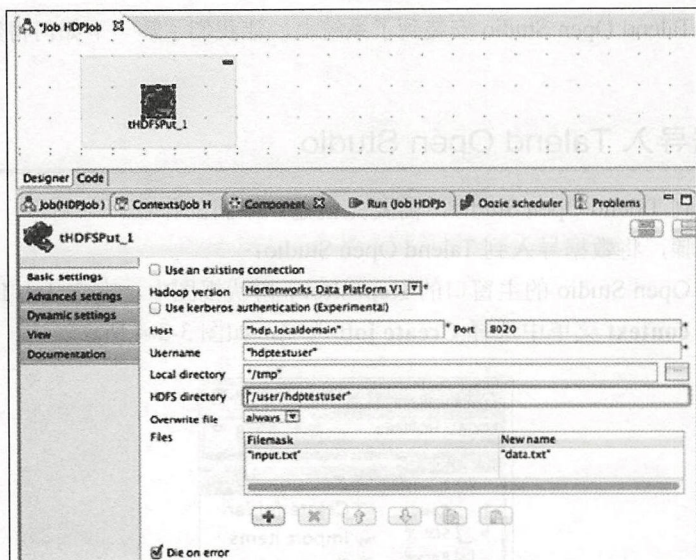 *Job HDPJob
tHDFSPut_1
Designer Code
Job(HDPJob) Contexts(Job H Component Run (Job HDPJo Oozie scheduler Problems
tHDFSPut_1
Basic settings
Advanced settings
Dynamic settings
View
Documentation
Use an existing connection
Hadoop version Hortonworks Data Platform V1 *
Use kerberos authentication (Experimental)
Host "hdp.localdomain" * Port 8020
Username "hdptestuser" *
Local directory "/tmp"
HDFS directory "/user/hdptestuser"
Overwrite file always
Files
Filemask New name
"input.txt" "data.txt"
Die on error